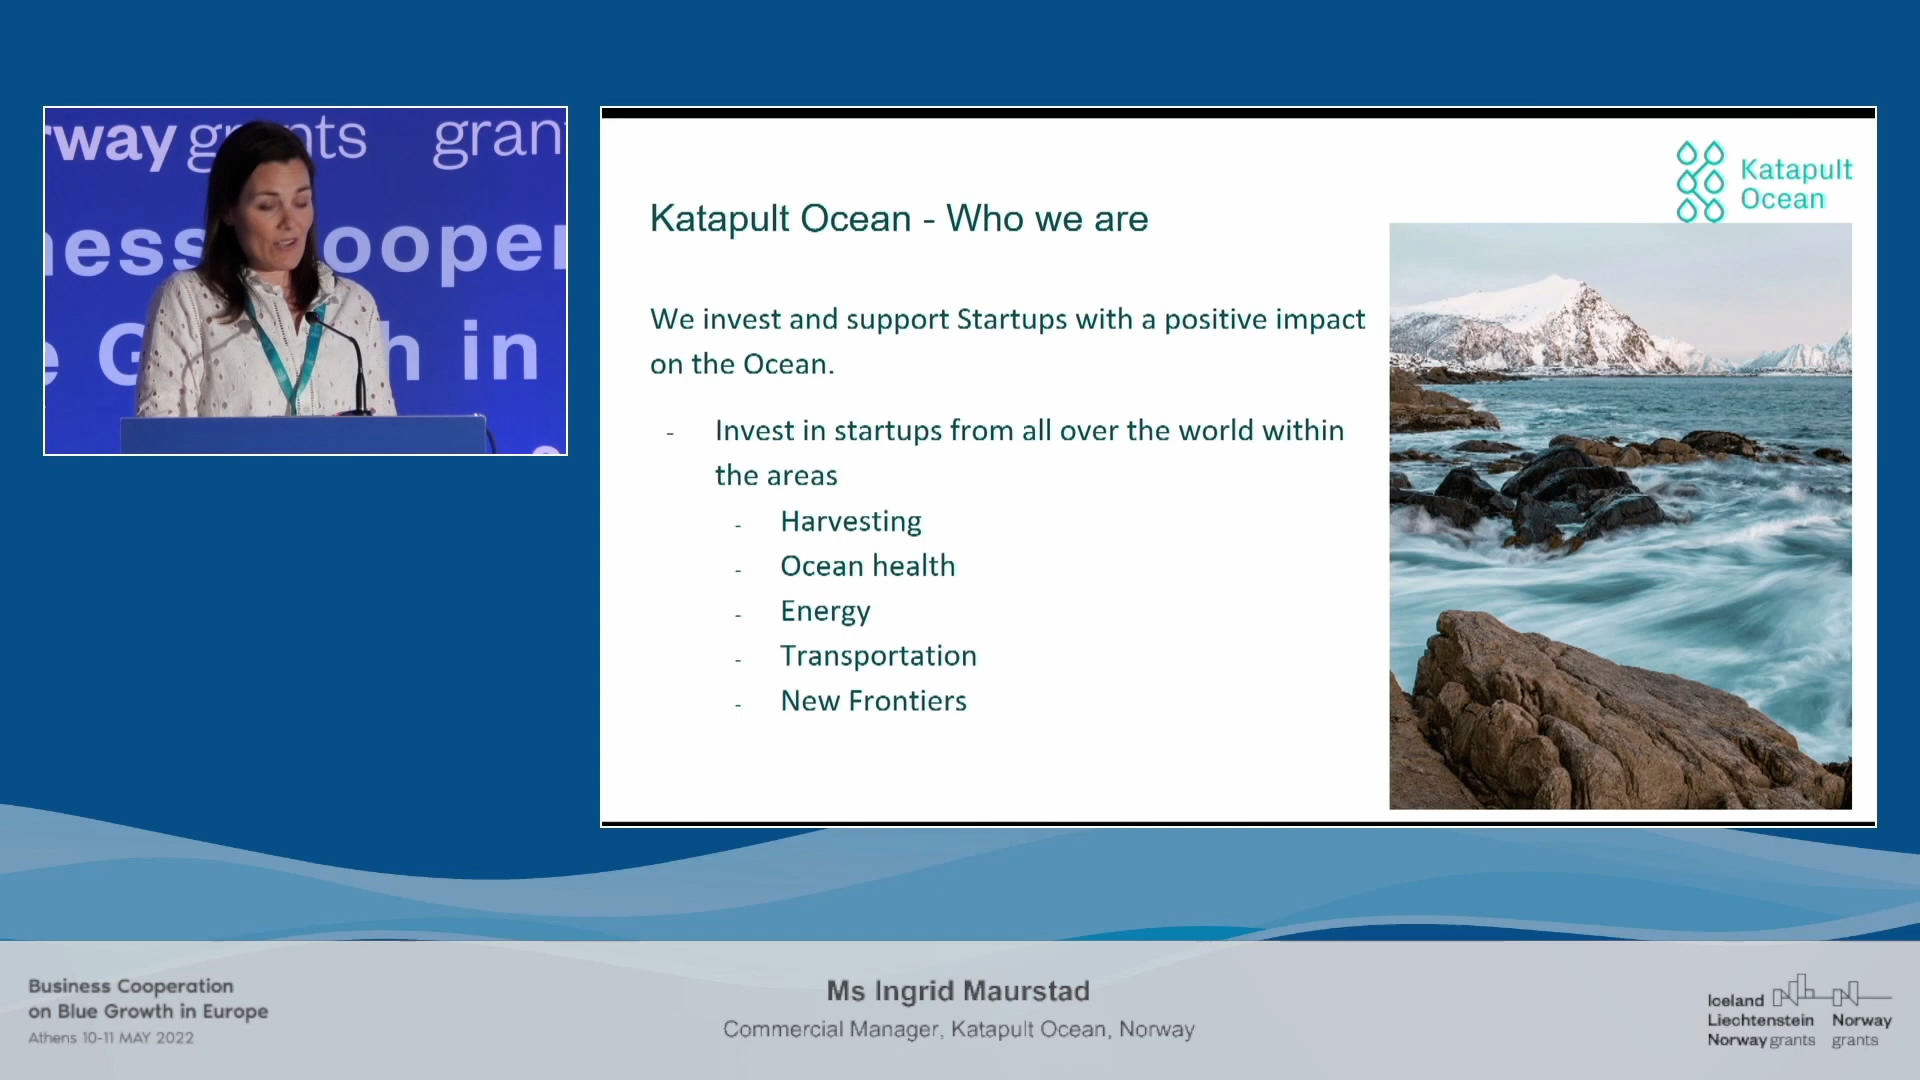 rway grants gran
ness Cooper
e G h in
Katapult
Ocean
Katapult Ocean - Who we are
We invest and support Startups with a positive impact
on the Ocean.
- Invest in startups from all over the world within
the areas
- Harvesting
- Ocean health
- Energy
- Transportation
- New Frontiers
Business Cooperation
on Blue Growth in Europe
Athens 10-11 MAY 2022
Ms Ingrid Maurstad
Commercial Manager, Katapult Ocean, Norway
Iceland
Liechtenstein Norway
Norway grants grants